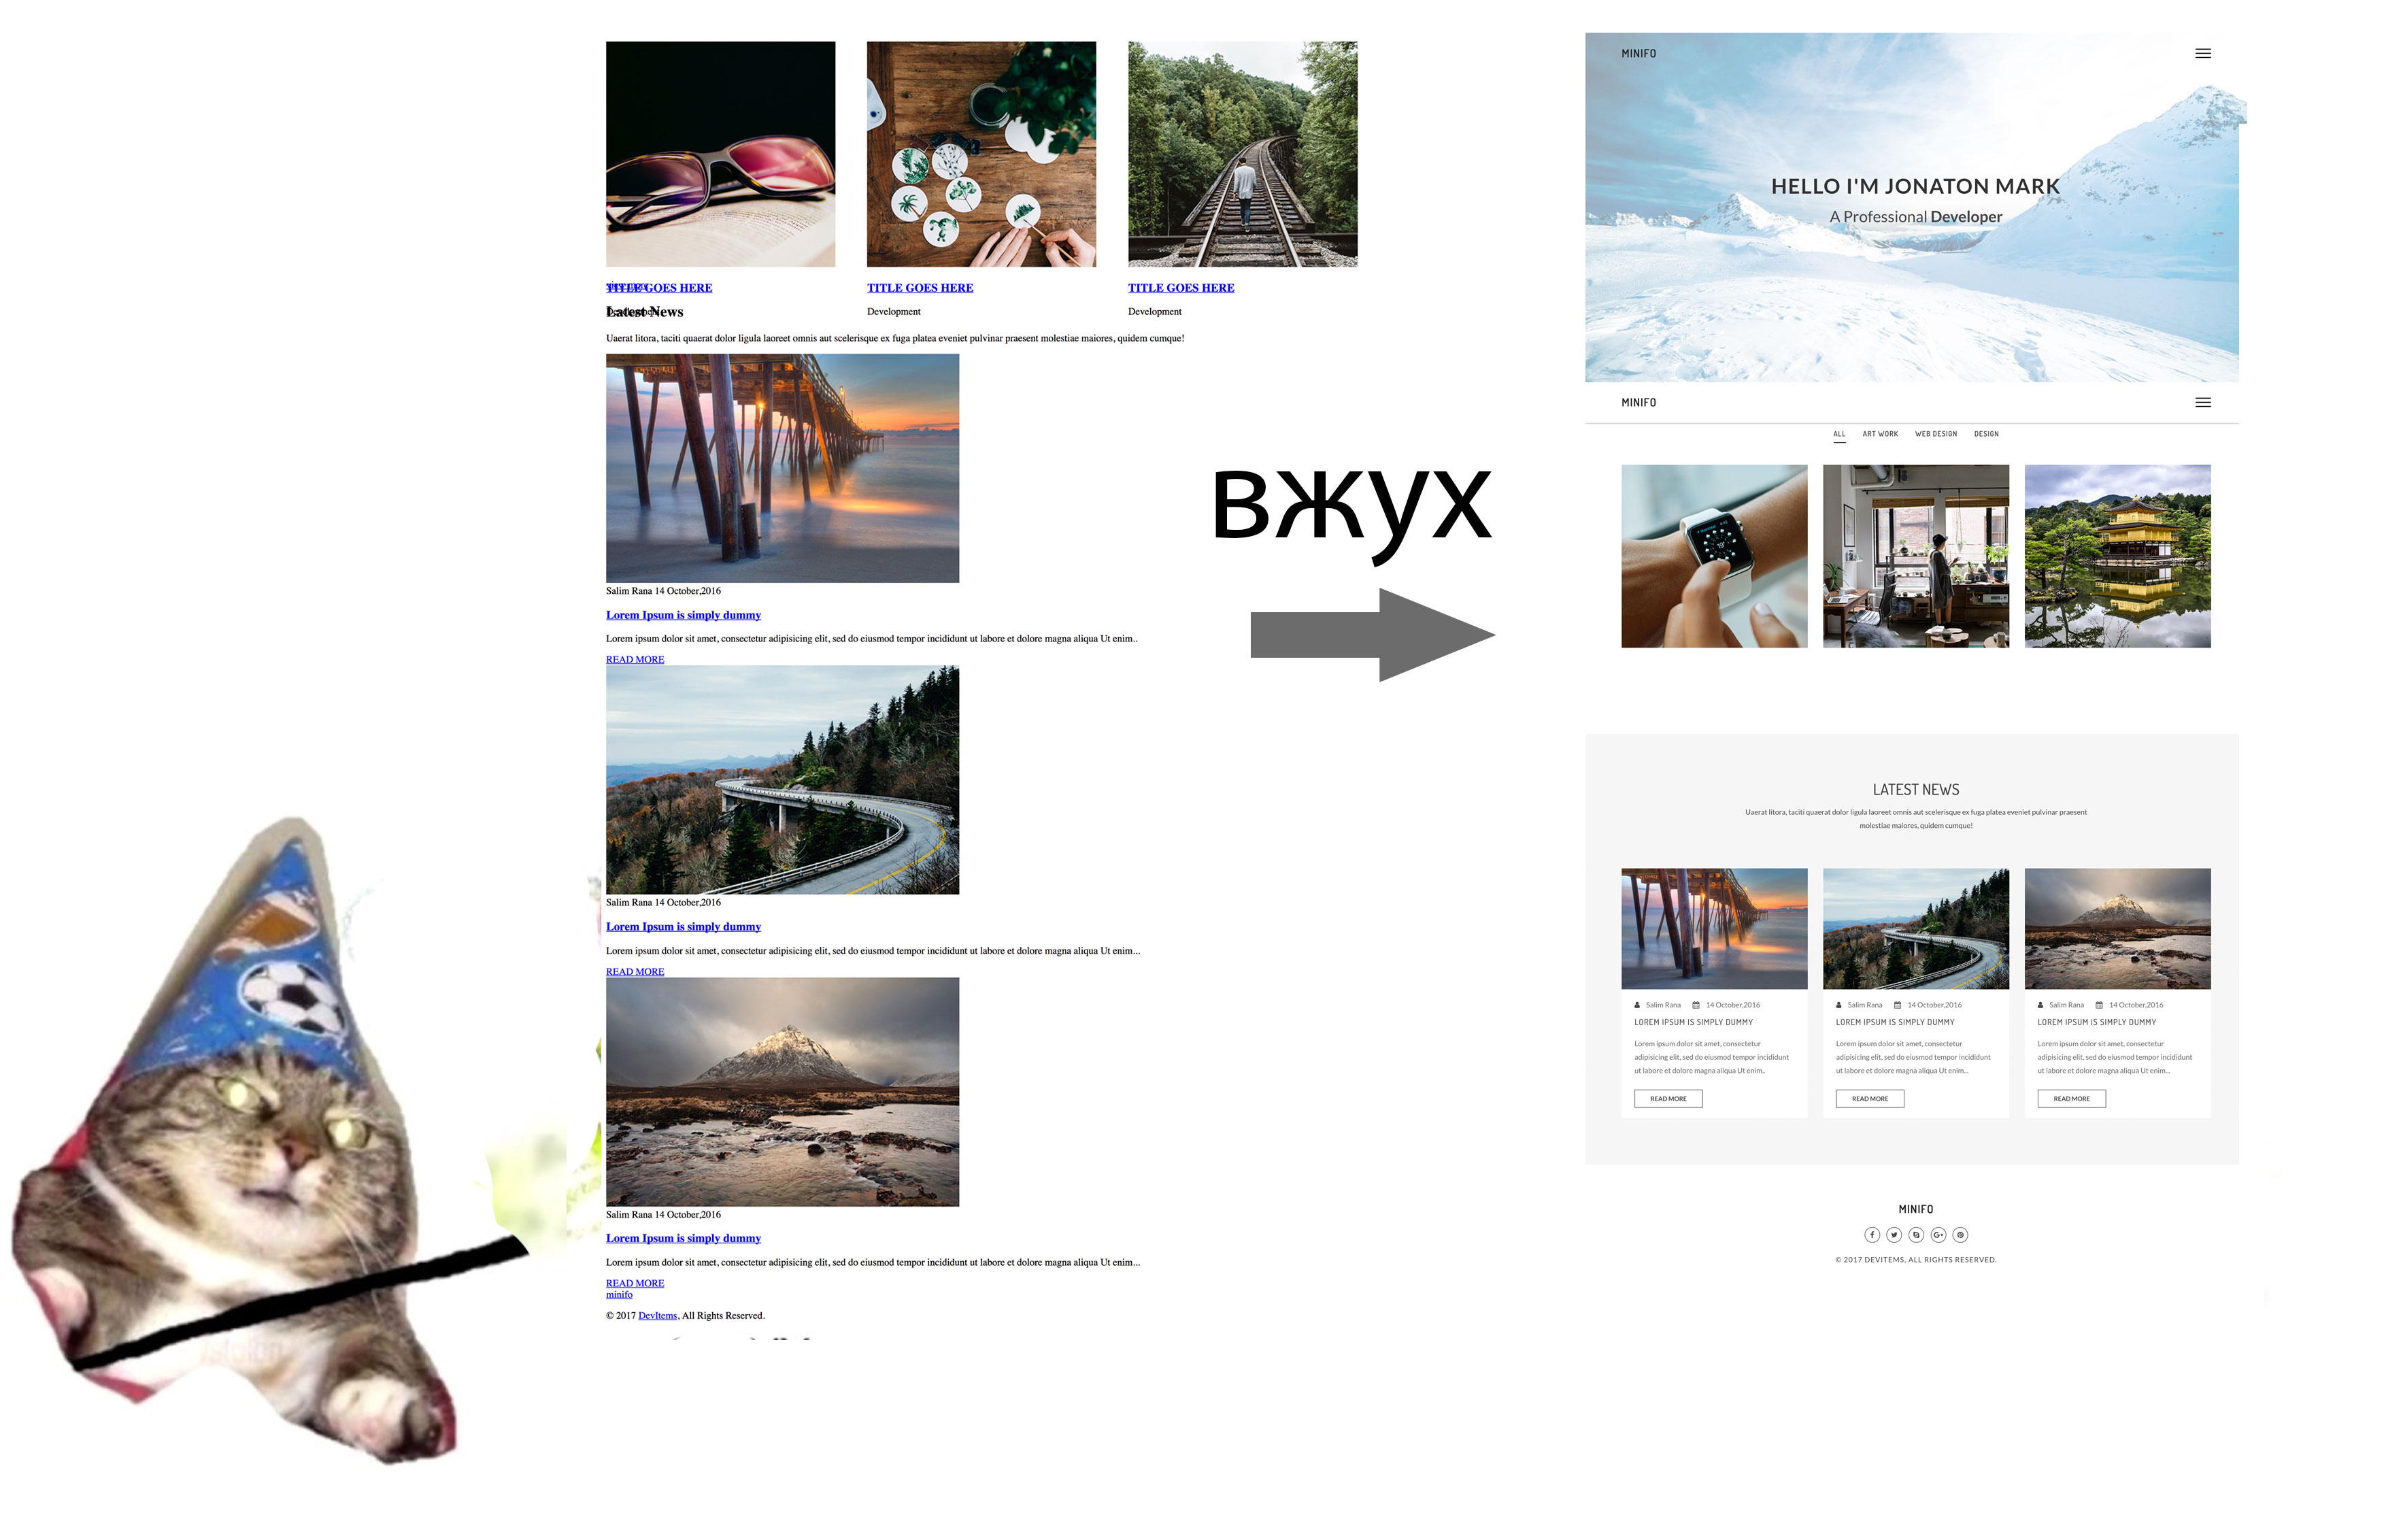 TITLE GOES HERE
TITLE GOES HERE
TITLE GOES HERE
Latest News
Development
Development
Uaerat litora, taciti quaerat dolor ligula laoreet omnis aut scelerisque ex fuga platea eveniet pulvinar praesent molestiae maiores, quidem cumque!
Salim Rana 14 October,2016
Lorem Ipsum is simply dummy
Lorem ipsum dolor sit amet, consectetur adipisicing elit, sed do eiusmod tempor incididunt ut labore et dolore magna aliqua Ut enim..
READ MORE
Salim Rana 14 October,2016
Lorem Ipsum is simply dummy
Lorem ipsum dolor sit amet, consectetur adipisicing elit, sed do eiusmod tempor incididunt ut labore et dolore magna aliqua Ut enim...
READ MORE
Salim Rana 14 October,2016
Lorem Ipsum is simply dummy
Lorem ipsum dolor sit amet, consectetur adipisicing elit, sed do eiusmod tempor incididunt ut labore et dolore magna aliqua Ut enim...
READ MORE
minifo
© 2017 DevItems, All Rights Reserved.
вжух
MINIFO
HELLO I'M JONATON MARK
A Professional Developer
MINIFO
ALL ART WORK WEB DESIGN DESIGN
LATEST NEWS
Uaerat litora, taciti quaerat dolor ligula laoreet omnis aut scelerisque ex fuga platea eveniet pulvinar praesent
molestiae maiores, quidem cumque!
Salim Rana 14 October,2016
LOREM IPSUM IS SIMPLY DUMMY
Lorem ipsum dolor sit amet, consectetur
adipisicing elit, sed do eiusmod tempor incididunt
ut labore et dolore magna aliqua Ut enim..
READ MORE
Salim Rana 14 October,2016
LOREM IPSUM IS SIMPLY DUMMY
Lorem ipsum dolor sit amet, consectetur
adipisicing elit, sed do eiusmod tempor incididunt
ut labore et dolore magna aliqua Ut enim...
READ MORE
Salim Rana 14 October,2016
LOREM IPSUM IS SIMPLY DUMMY
Lorem ipsum dolor sit amet, consectetur
adipisicing elit, sed do eiusmod tempor incididunt
ut labore et dolore magna aliqua Ut enim...
READ MORE
MINIFO
© 2017 DEVITEMS, ALL RIGHTS RESERVED.